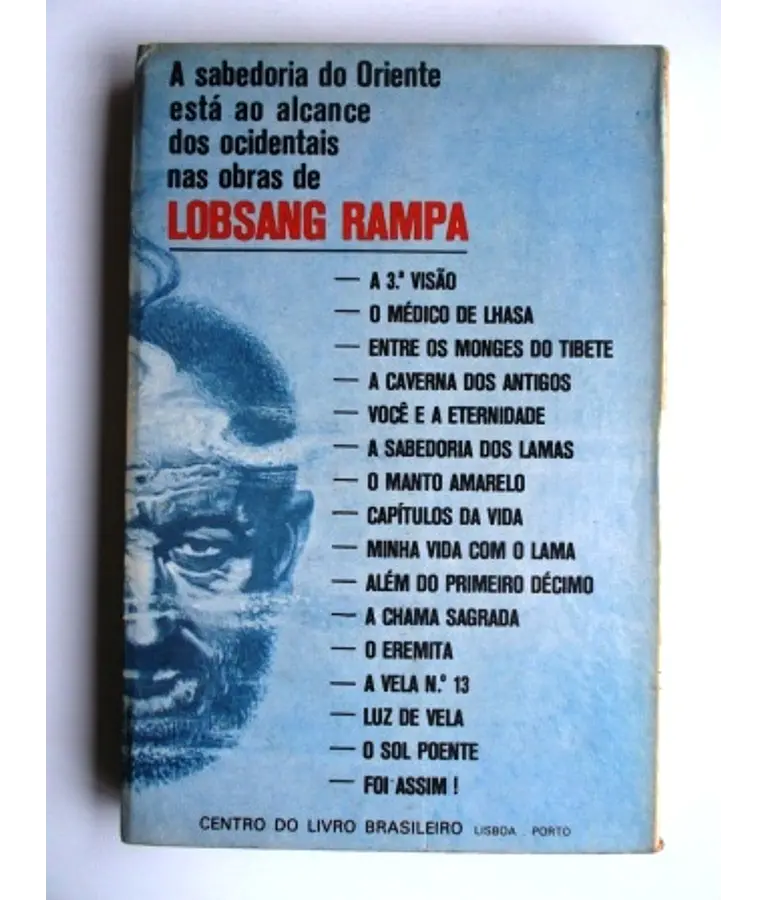 A sabedoria do Oriente
está ao alcance
dos ocidentais
nas obras de
LOBSANG RAMPA
— A 3.ª VISÃO
— O MÉDICO DE LHASA
— ENTRE OS MONGES DO TIBETE
— A CAVERNA DOS ANTIGOS
— VOCÊ E A ETERNIDADE
— A SABEDORIA DOS LAMAS
— O MANTO AMARELO
— CAPÍTULOS DA VIDA
— MINHA VIDA COM O LAMA
— ALÉM DO PRIMEIRO DÉCIMO
— A CHAMA SAGRADA
— O EREMITA
— A VELA N.º 13
— LUZ DE VELA
— O SOL POENTE
— FOI ASSIM !
CENTRO DO LIVRO BRASILEIRO LISBOA . PORTO